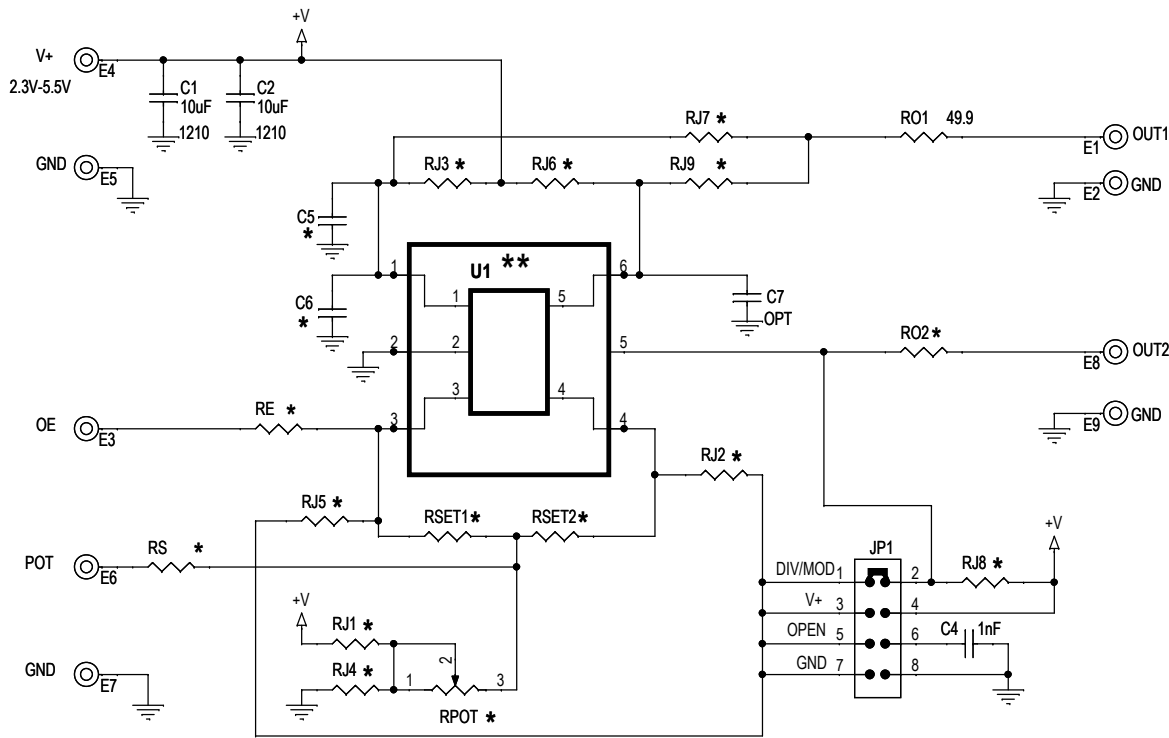 +V
V+
E4
2.3V-5.5V
C1
10uF
1210
C2
10uF
1210
RJ7 *
RO1 49.9
OUT1
E1
GND
E5
RJ3 *
RJ6 *
RJ9 *
E2
GND
C5
*
U1 **
1
6
C6
*
1
5
C7
OPT
2
2
5
RO2 *
OUT2
E8
3
4
OE
E3
RE *
3
4
E9
GND
RJ2 *
RJ5 *
RSET1 *
RSET2 *
+V
POT
E6
RS *
JP1
DIV/MOD 1
2
RJ8 *
+V
V+
3
4
RJ1 *
OPEN
5
6
C4
1nF
GND
E7
RJ4 *
2
1
3
GND
7
8
RPOT *